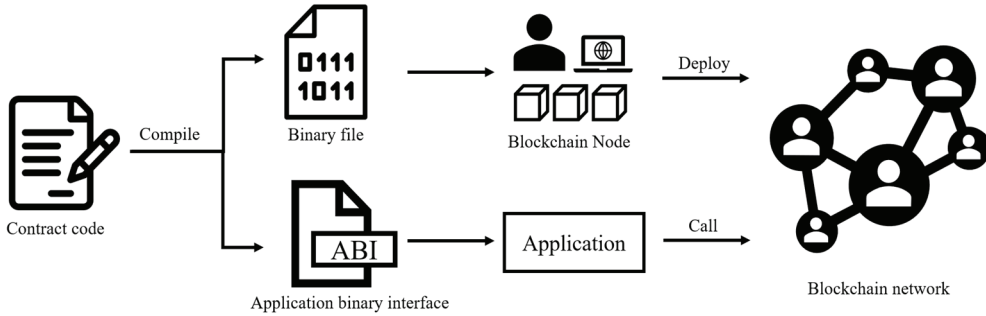 0111
1011
Compile
Binary file
Blockchain Node
Deploy
Contract code
ABI
Application binary interface
Application
Call
Blockchain network